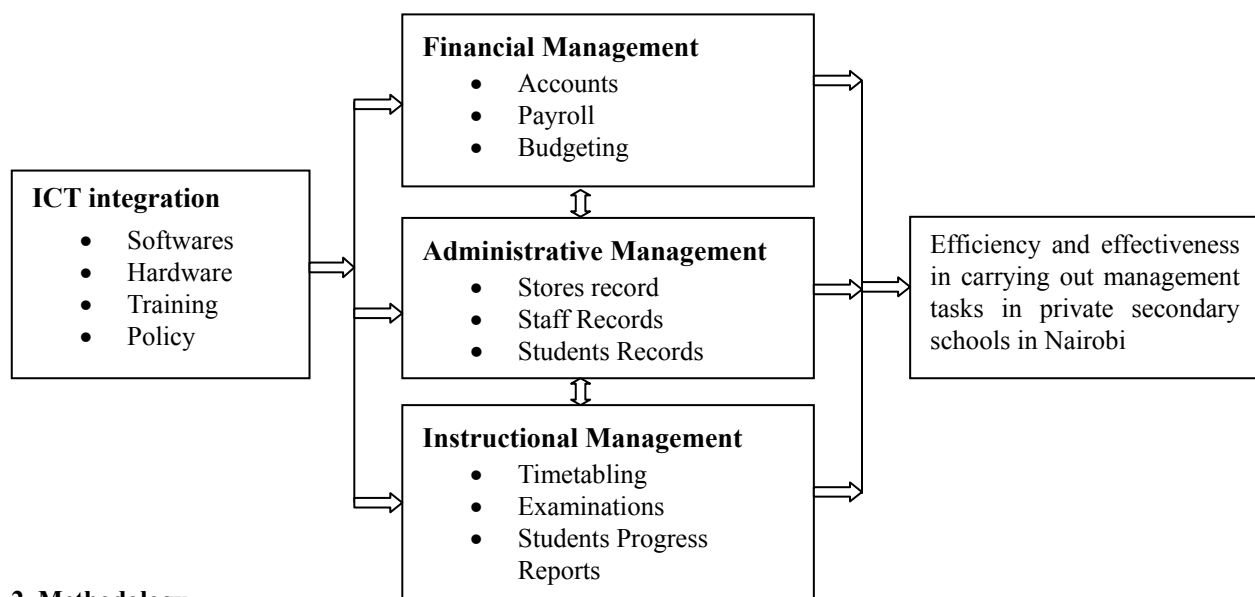 Financial Management
• Accounts
• Payroll
• Budgeting
ICT integration
• Softwares
• Hardware
• Training
• Policy
Administrative Management
• Stores record
• Staff Records
• Students Records
Efficiency and effectiveness
in carrying out management
tasks in private secondary
schools in Nairobi
Instructional Management
• Timetabling
• Examinations
• Students Progress
Reports
2. Methodology